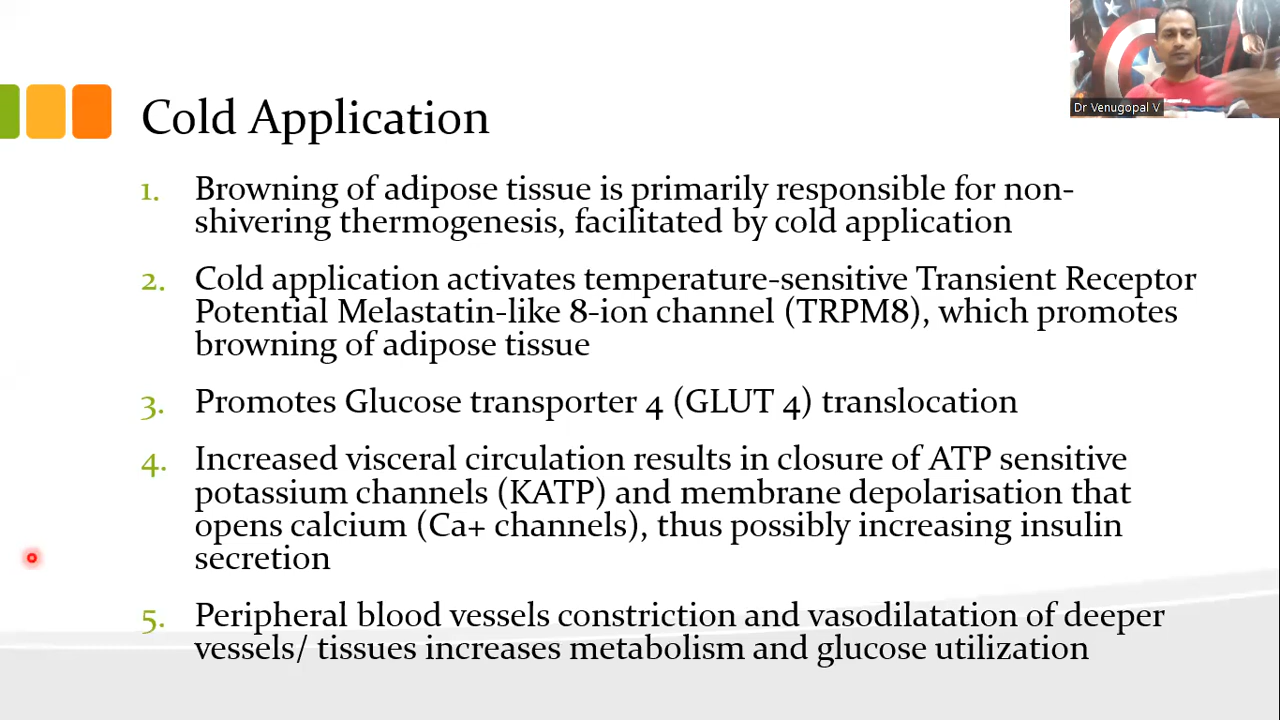 Dr Venugopal V
Cold Application
1. Browning of adipose tissue is primarily responsible for non-
shivering thermogenesis, facilitated by cold application
2. Cold application activates temperature-sensitive Transient Receptor
Potential Melastatin-like 8-ion channel (TRPM8), which promotes
browning of adipose tissue
3. Promotes Glucose transporter 4 (GLUT 4) translocation
4. Increased visceral circulation results in closure of ATP sensitive
potassium channels (KATP) and membrane depolarisation that
opens calcium (Ca+ channels), thus possibly increasing insulin
secretion
5. Peripheral blood vessels constriction and vasodilatation of deeper
vessels/ tissues increases metabolism and glucose utilization